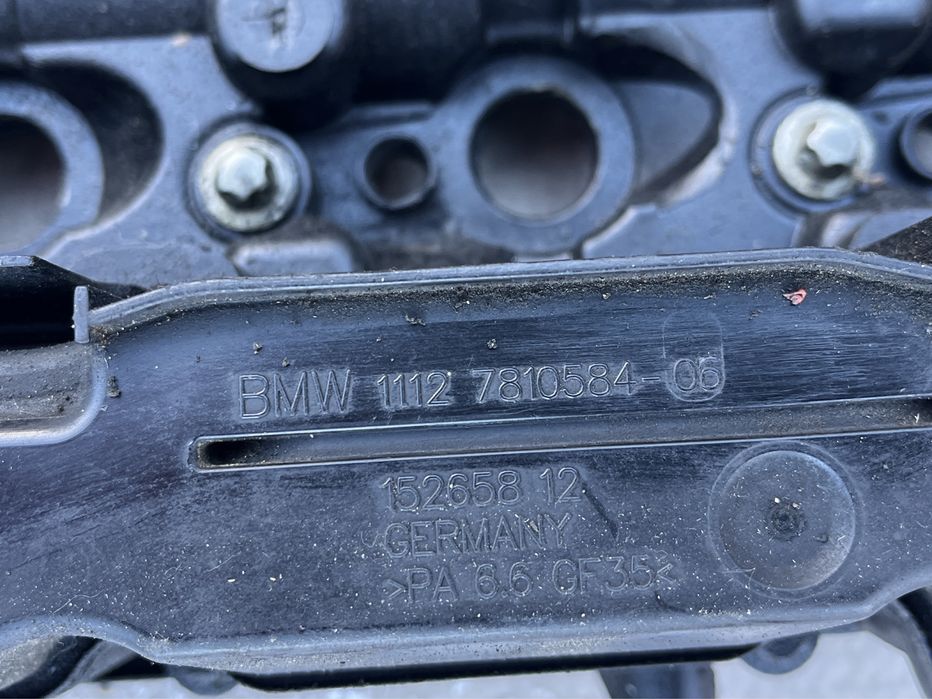 BMW 1112 7810584-06
152658 12
GERMANY
>PA 6.6 GF35<